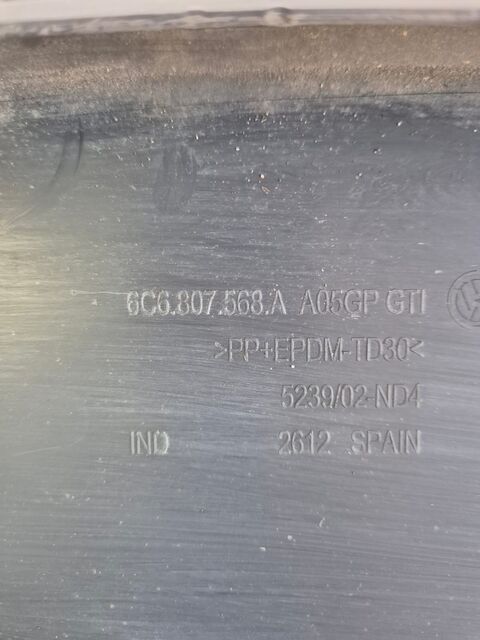 6C6.807.568.A A05GP GTI
>PP+EPDM-TD30<
5239/02-ND4
IND 2612 SPAIN